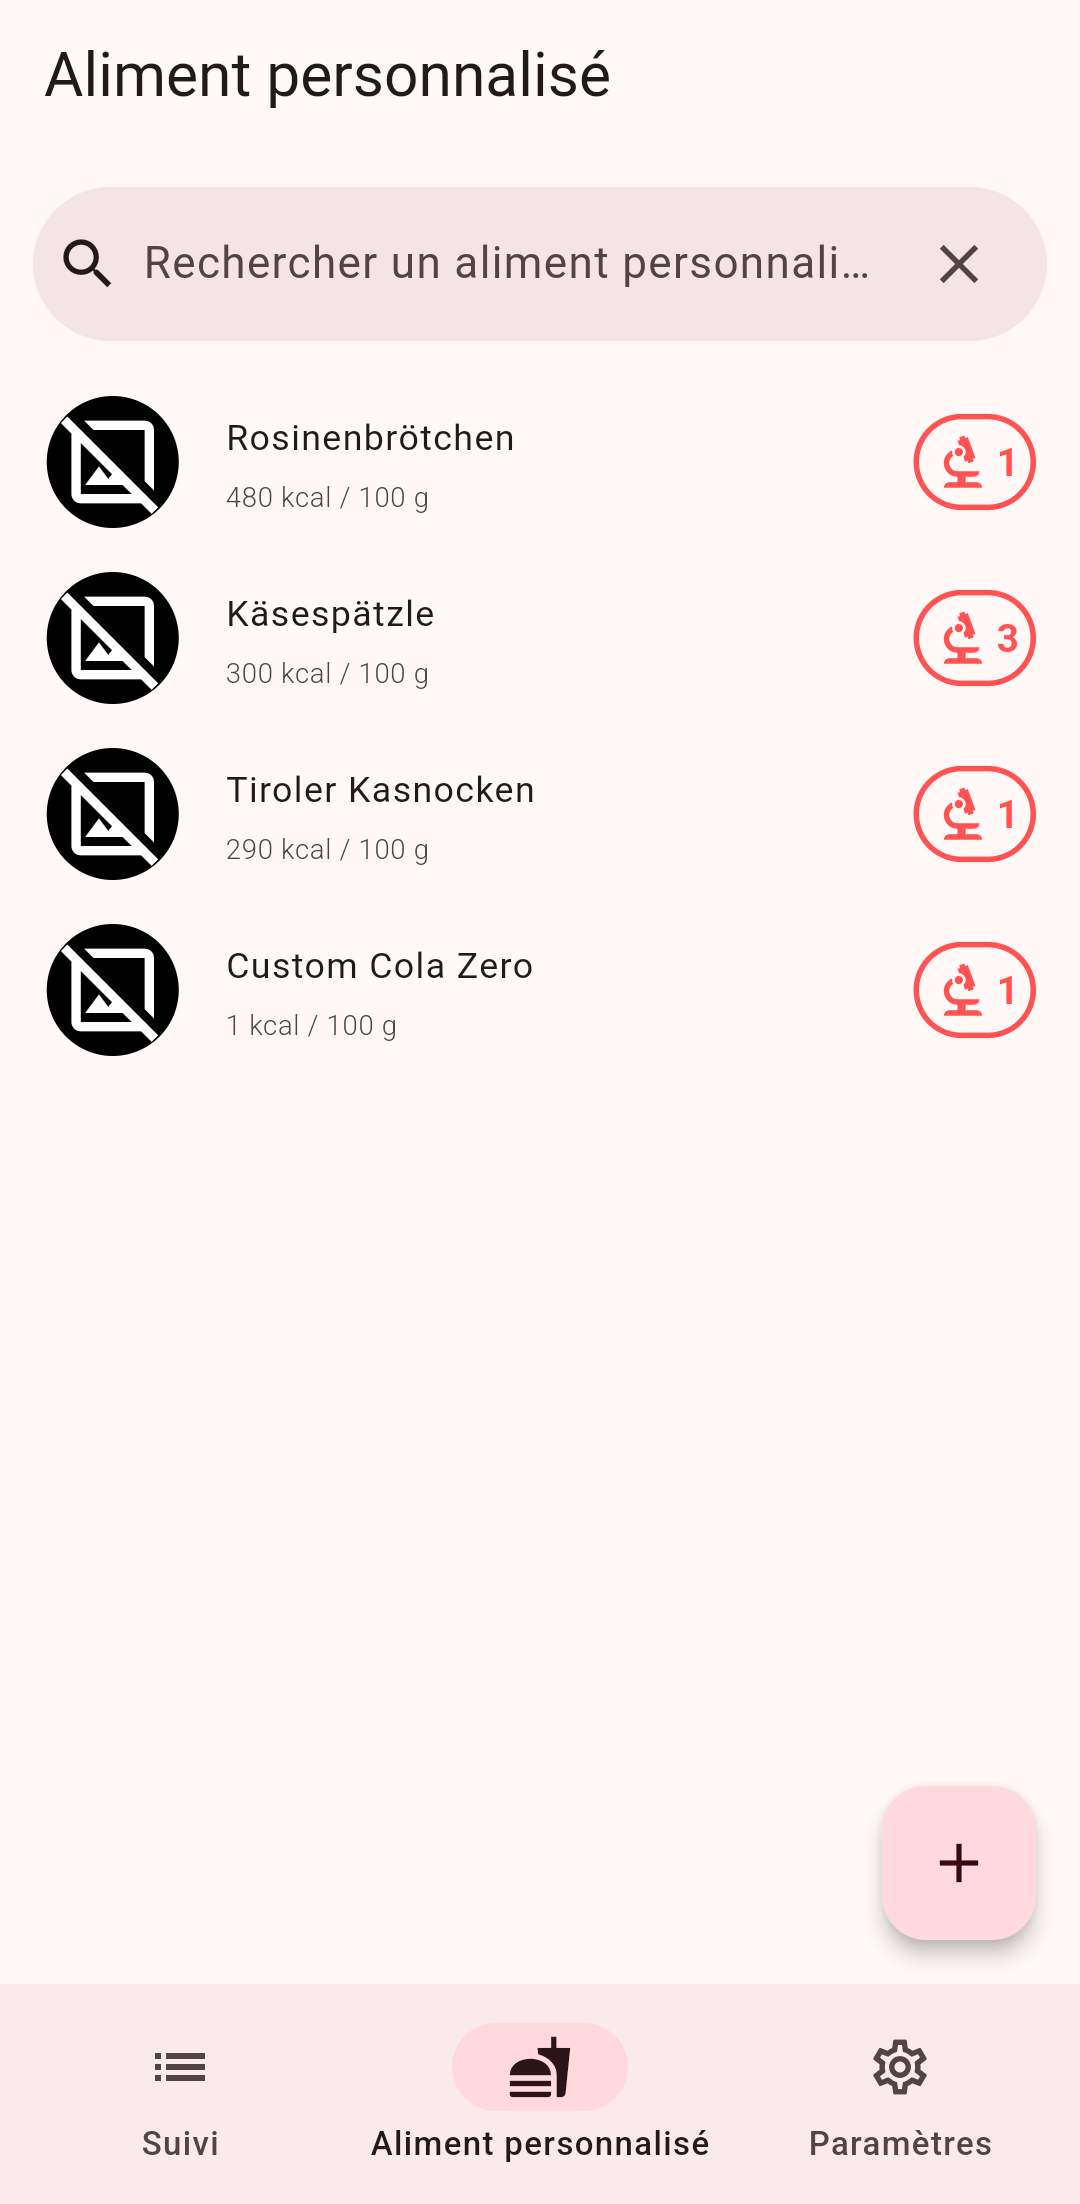 Aliment personnalisé
Rechercher un aliment personnali…
Rosinenbrötchen
480 kcal / 100 g
1
Käsespätzle
300 kcal / 100 g
3
Tiroler Kasnocken
290 kcal / 100 g
1
Custom Cola Zero
1 kcal / 100 g
1
Suivi
Aliment personnalisé
Paramètres